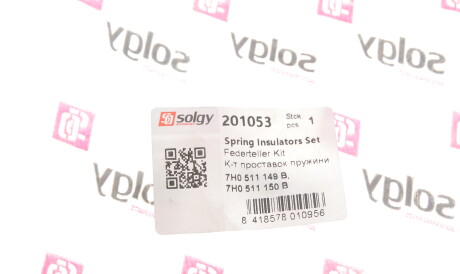 solgy
solgy
solgy 201053 Stck pcs. 1
Spring Insulators Set
Federteller Kit
К-т проставок пружини
7H0 511 149 B,
7H0 511 150 B
8 418578 010956
solgy
solgy